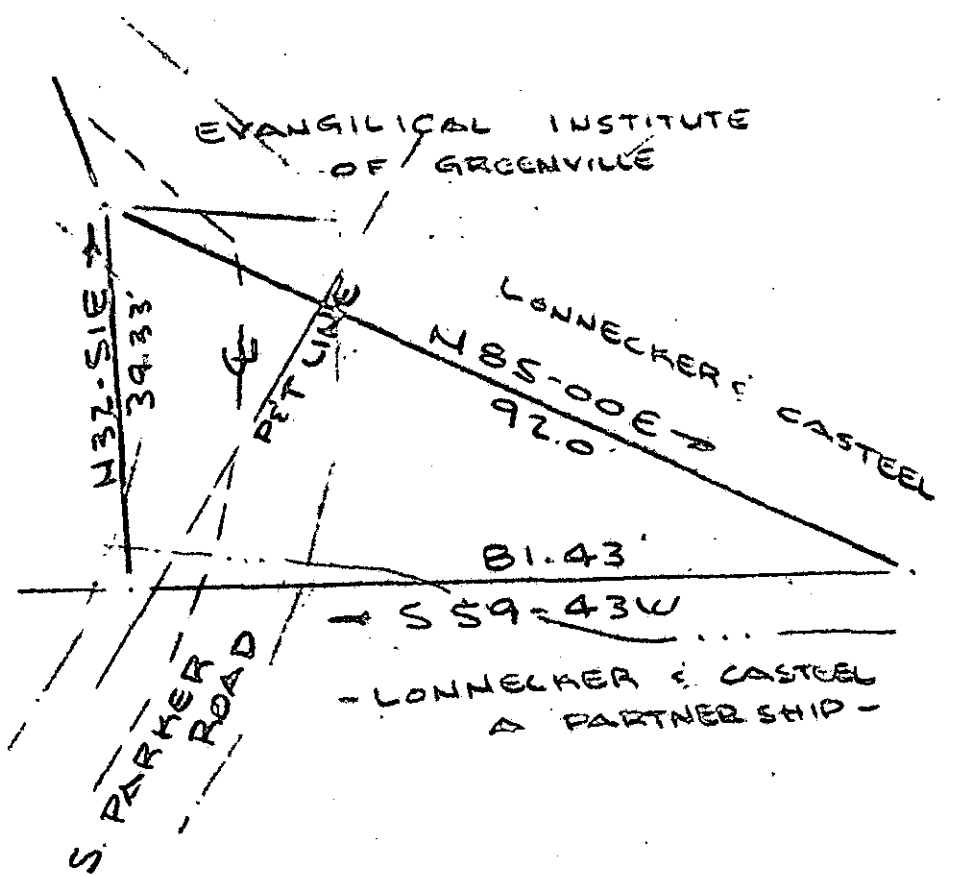 EVANGILICAL INSTITUTE
OF GREENVILLE
N32-51E →
39.33'
℄
P&T LINE
LONNECKER & CASTEEL
N85-00E →
92.0
81.43'
← S59-43W
-LONNECKER & CASTEEL
A PARTNERSHIP-
S. PARKER
ROAD